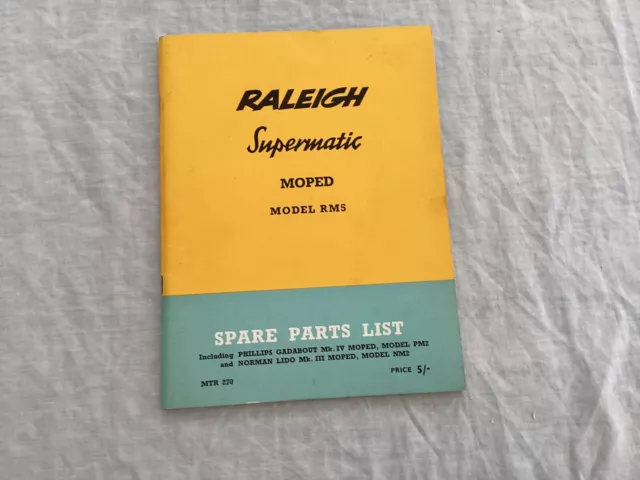 RALEIGH
Supermatic
MOPED
MODEL RM5
SPARE PARTS LIST
Including PHILLIPS GADABOUT Mk. IV MOPED, MODEL PM2
and NORMAN LIDO Mk. III MOPED, MODEL NM2
MTR 220
PRICE 5/-